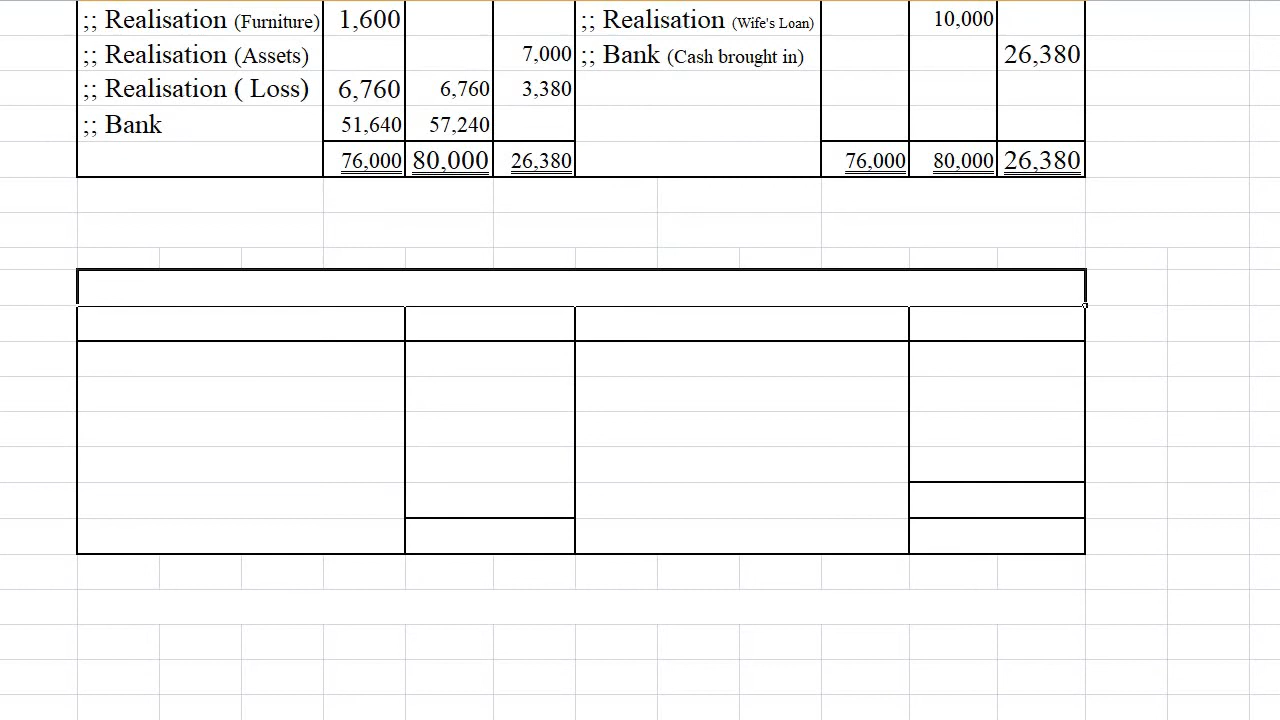 ;; Realisation (Furniture) 1,600 ;; Realisation (Wife's Loan) 10,000
;; Realisation (Assets) 7,000 ;; Bank (Cash brought in) 26,380
;; Realisation ( Loss) 6,760 6,760 3,380
;; Bank 51,640 57,240
76,000 80,000 26,380 76,000 80,000 26,380